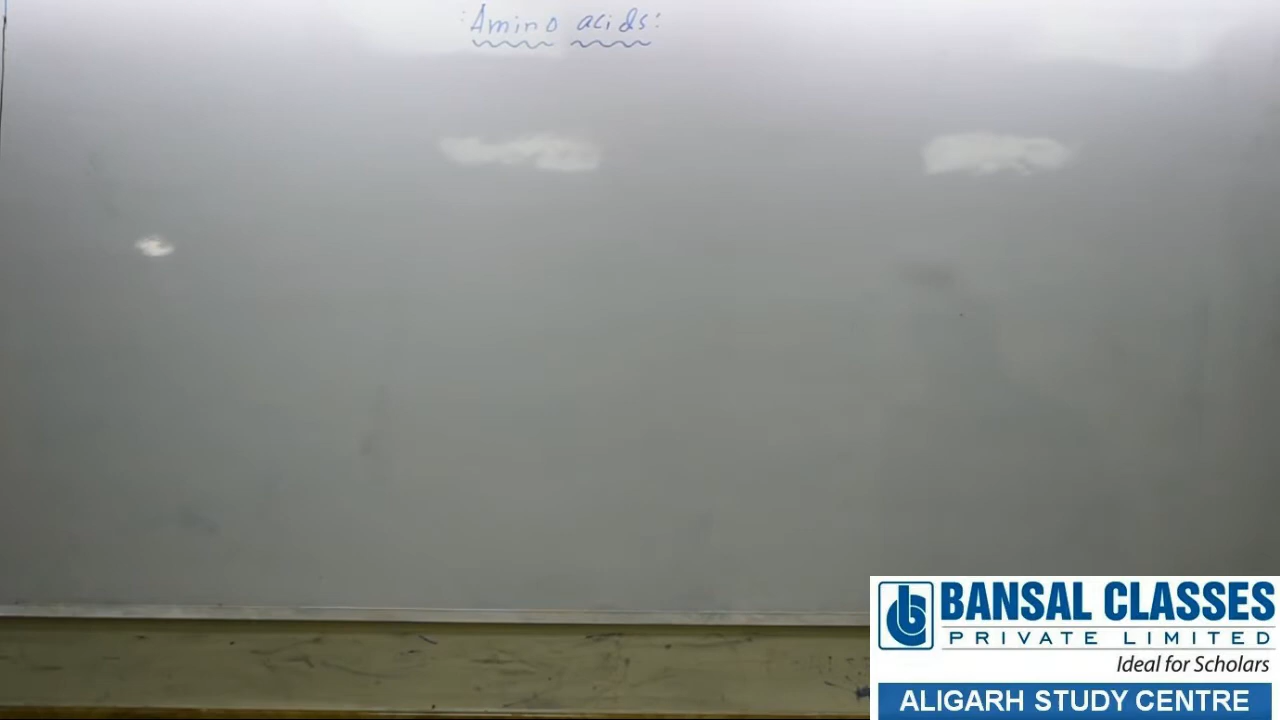 Amino acids:
BANSAL CLASSES
PRIVATE LIMITED
Ideal for Scholars
ALIGARH STUDY CENTRE